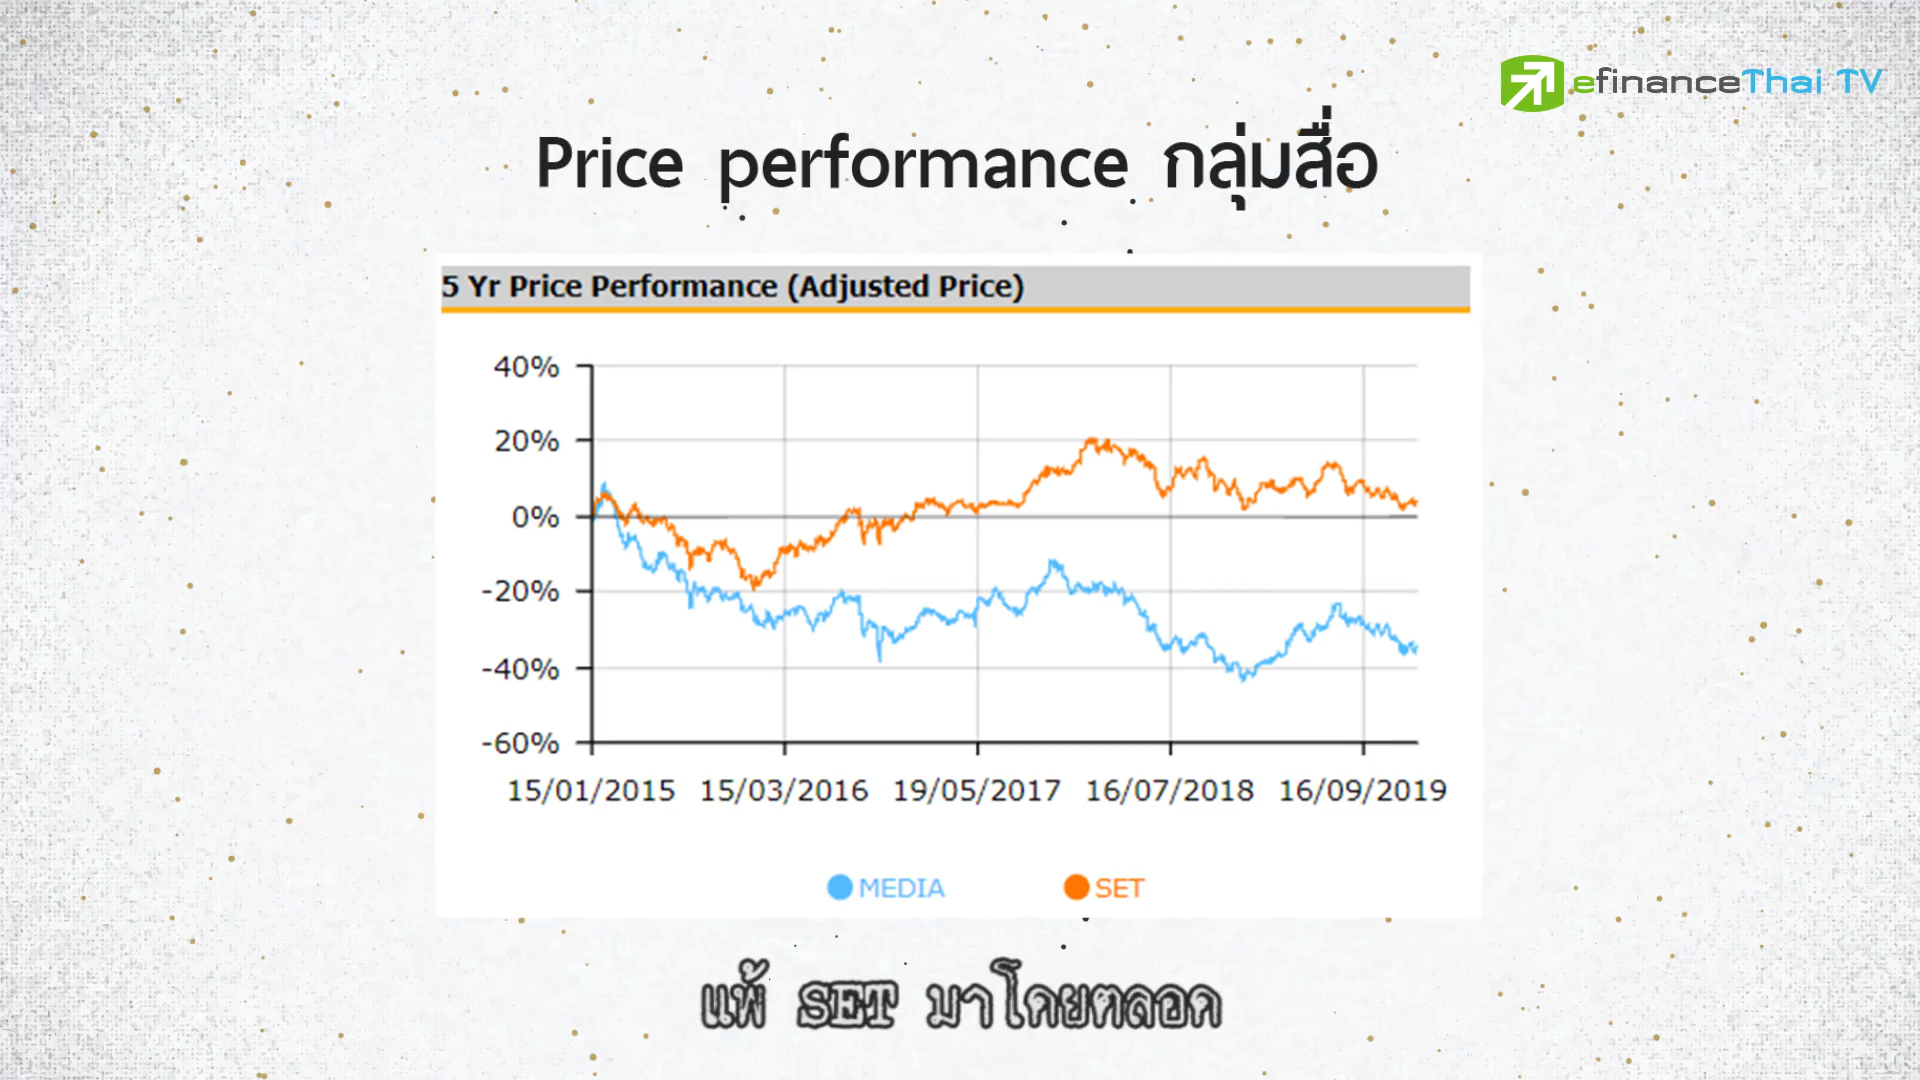 efinanceThai TV
Price performance กลุ่มสื่อ
5 Yr Price Performance (Adjusted Price)
40%
20%
0%
-20%
-40%
-60%
15/01/2015 15/03/2016 19/05/2017 16/07/2018 16/09/2019
MEDIA SET
แพ้ SET มาโดยตลอด